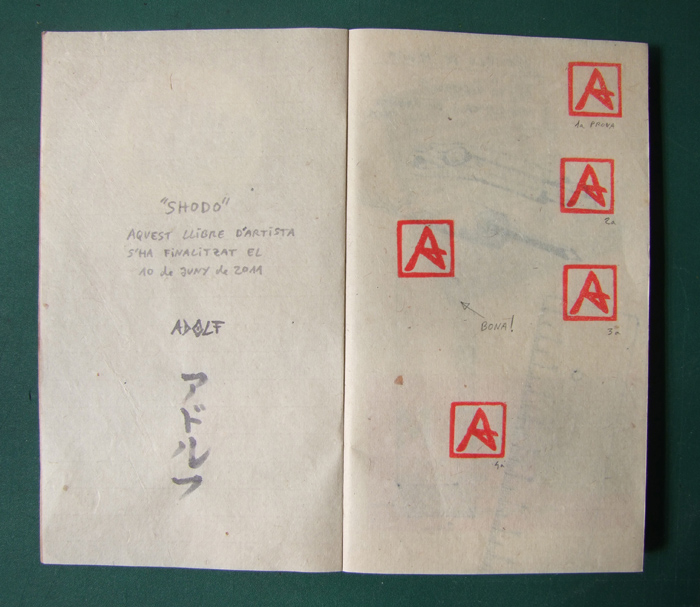 "SHODO"
AQUEST LLIBRE D'ARTISTA
S'HA FINALITZAT EL
10 de JUNY de 2011
ADOLF
アドルフ
A
1a PROVA
A
2a
A
BONA!
A
3a
A
4a